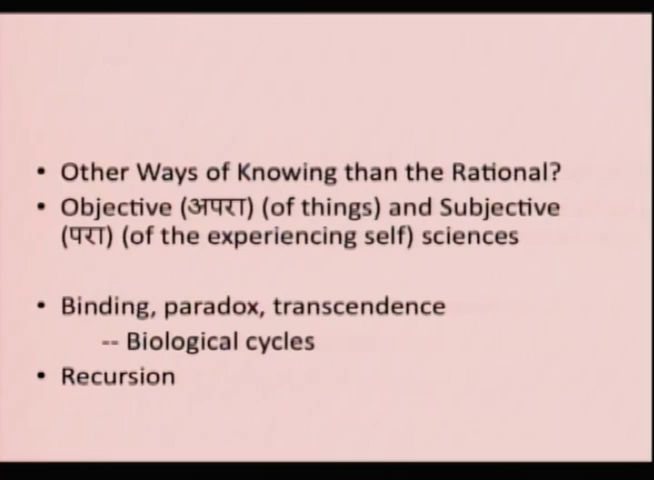 • Other Ways of Knowing than the Rational?
• Objective (अपरा) (of things) and Subjective
(परा) (of the experiencing self) sciences
• Binding, paradox, transcendence
-- Biological cycles
• Recursion